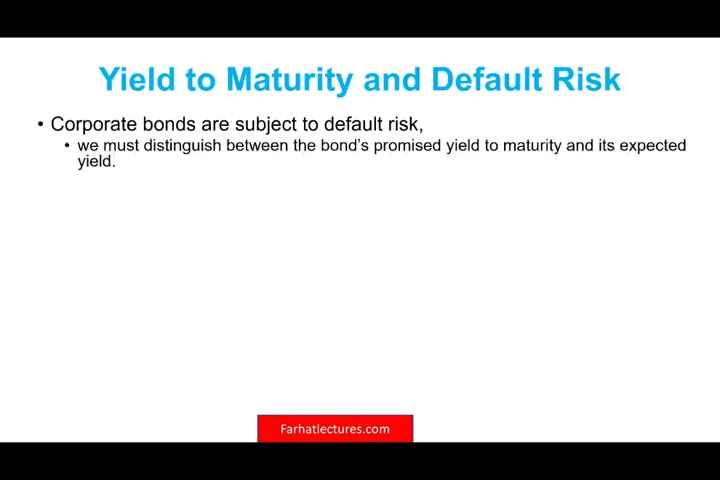 Yield to Maturity and Default Risk
• Corporate bonds are subject to default risk,
• we must distinguish between the bond's promised yield to maturity and its expected
yield.
Farhatlectures.com